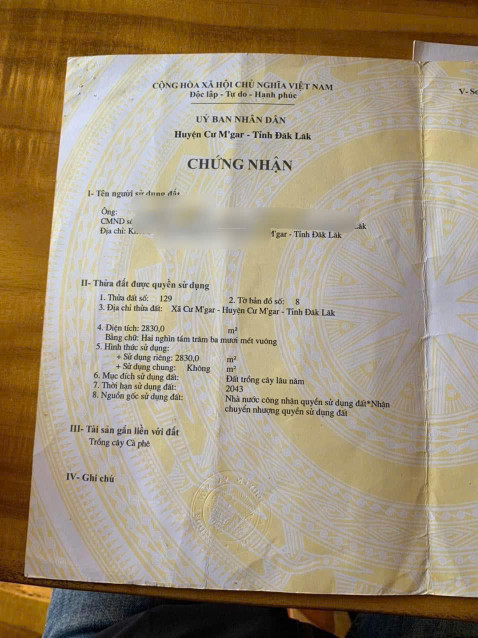 CỘNG HÒA XÃ HỘI CHỦ NGHĨA VIỆT NAM
Độc lập - Tự do - Hạnh phúc
UỶ BAN NHÂN DÂN
Huyện Cư M'gar - Tỉnh Đăk Lăk
CHỨNG NHẬN
I- Tên người sử dụng đất
Ông:
CMND số
Địa chỉ:
M'gar - Tỉnh Đăk Lăk
II- Thửa đất được quyền sử dụng
1. Thửa đất số: 129 2. Tờ bản đồ số: 8
3. Địa chỉ thửa đất: Xã Cư M'gar - Huyện Cư M'gar - Tỉnh Đăk Lăk
4. Diện tích: 2830,0 m²
Bằng chữ: Hai nghìn tám trăm ba mươi mét vuông
5. Hình thức sử dụng:
+ Sử dụng riêng: 2830,0 m²
+ Sử dụng chung: Không m²
6. Mục đích sử dụng đất: Đất trồng cây lâu năm
7. Thời hạn sử dụng đất: 2043
8. Nguồn gốc sử dụng đất: Nhà nước công nhận quyền sử dụng đất*Nhận
chuyển nhượng quyền sử dụng đất
III- Tài sản gắn liền với đất
Trồng cây Cà phê
IV- Ghi chú
V- Sơ